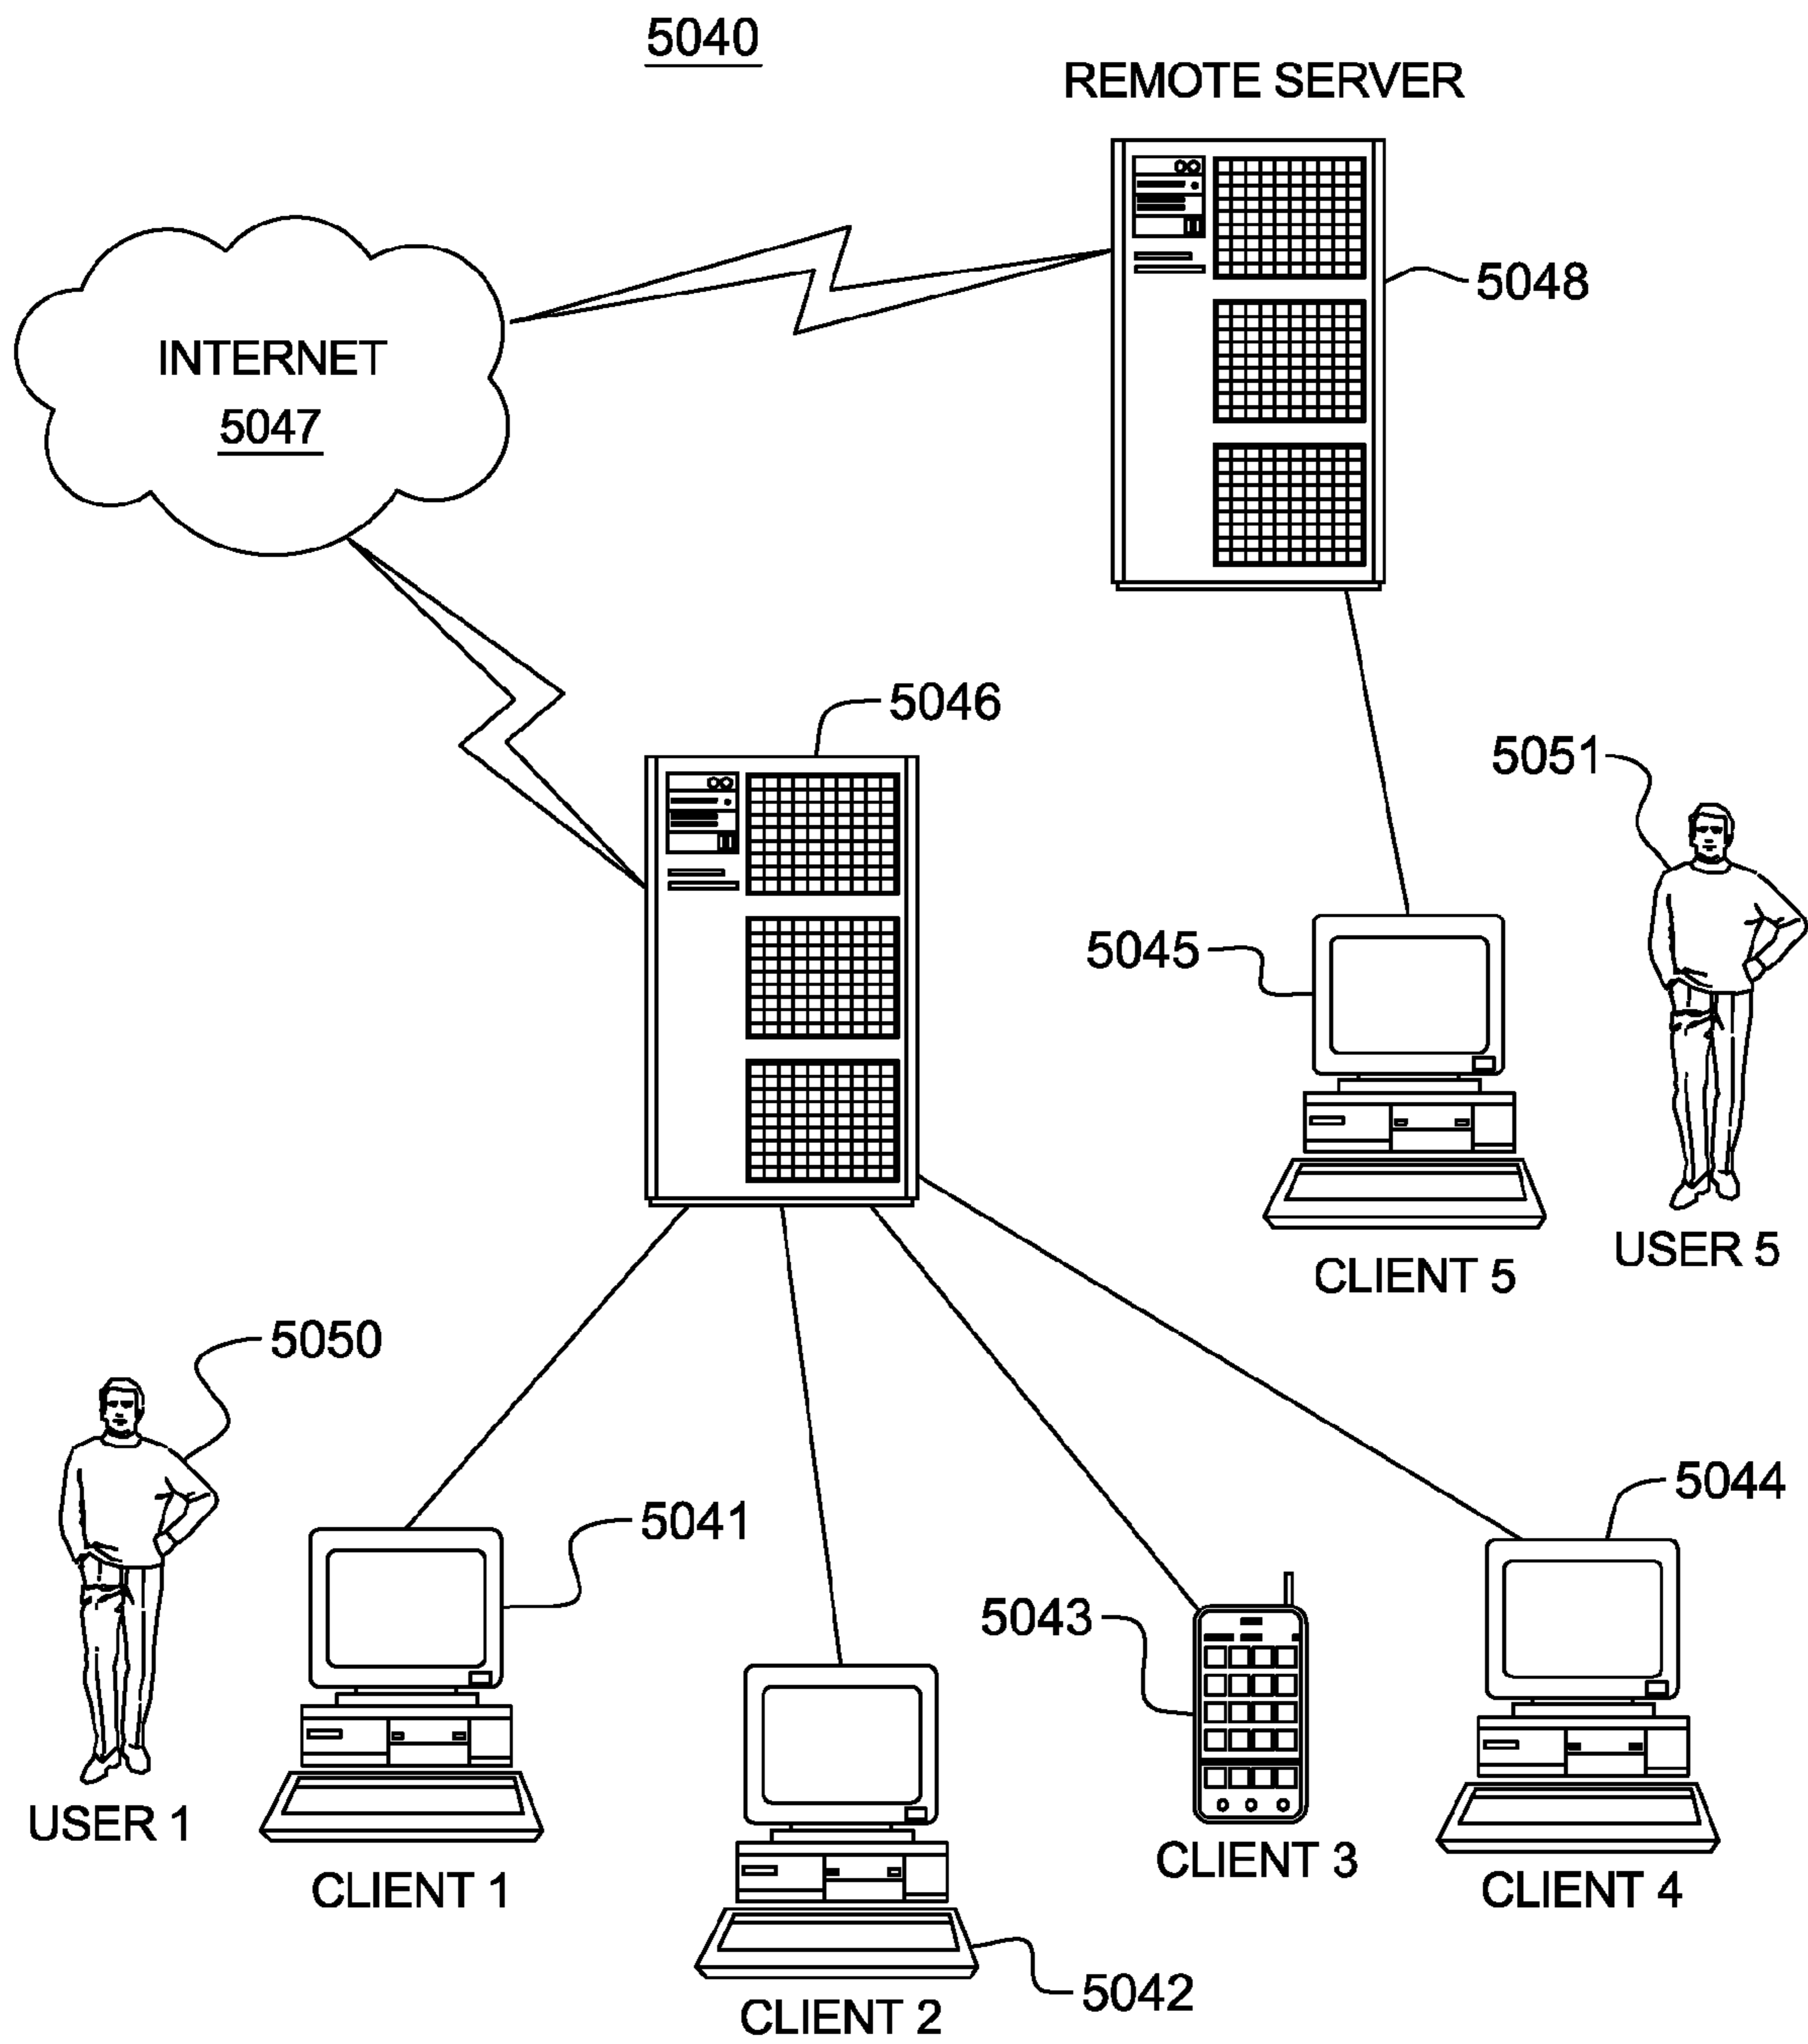 5040
REMOTE SERVER
5048
INTERNET
5047
5046
5051
5045
USER 5
CLIENT 5
5050
5044
5041
5043
USER 1
CLIENT 3
CLIENT 1
CLIENT 4
5042
CLIENT 2